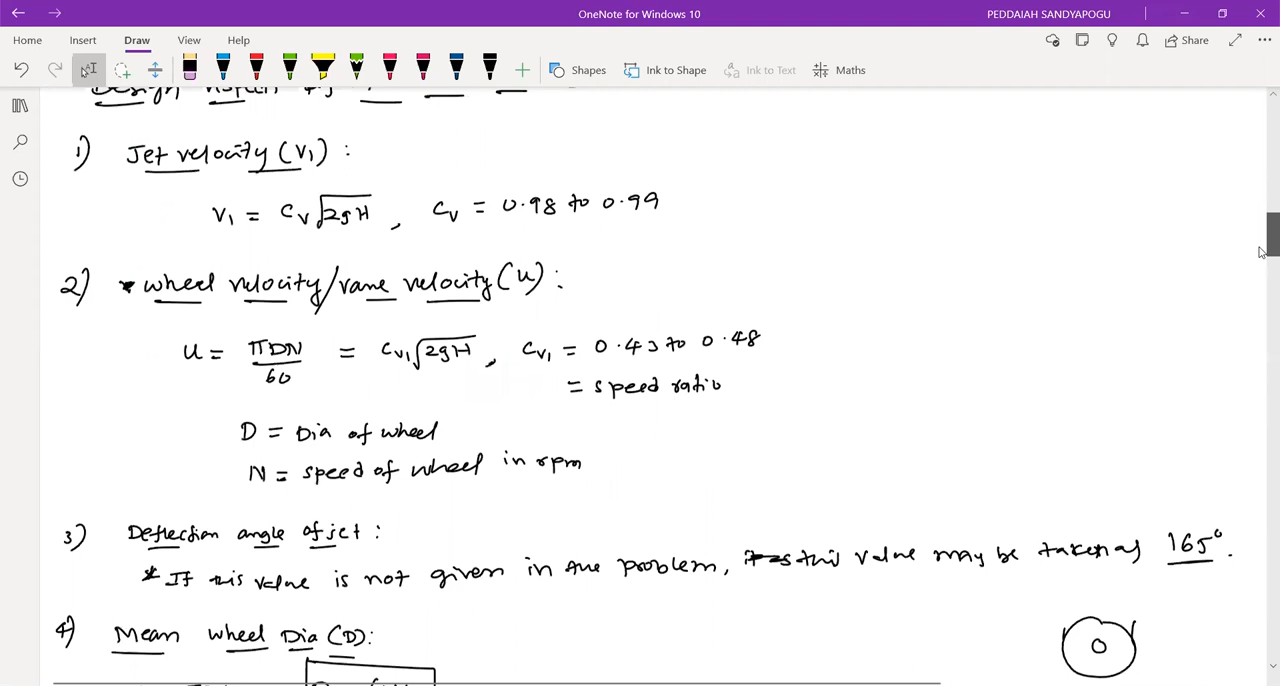 OneNote for Windows 10
PEDDAIAH SANDYAPOGU
Home Insert Draw View Help
Share
Shapes Ink to Shape Ink to Text Maths
Design
1) Jet velocity (V1) :
V1 = Cv√2gH , Cv = 0.98 to 0.99
2) * wheel velocity/vane velocity (u) :
u = πDN/60 = Cv1√2gH , Cv1 = 0.43 to 0.48
= speed ratio
D = Dia of wheel
N = speed of wheel in rpm
3) Deflection angle of jet :
* If this value is not given in the problem, this value may be taken as 165°.
4) Mean wheel Dia (D):